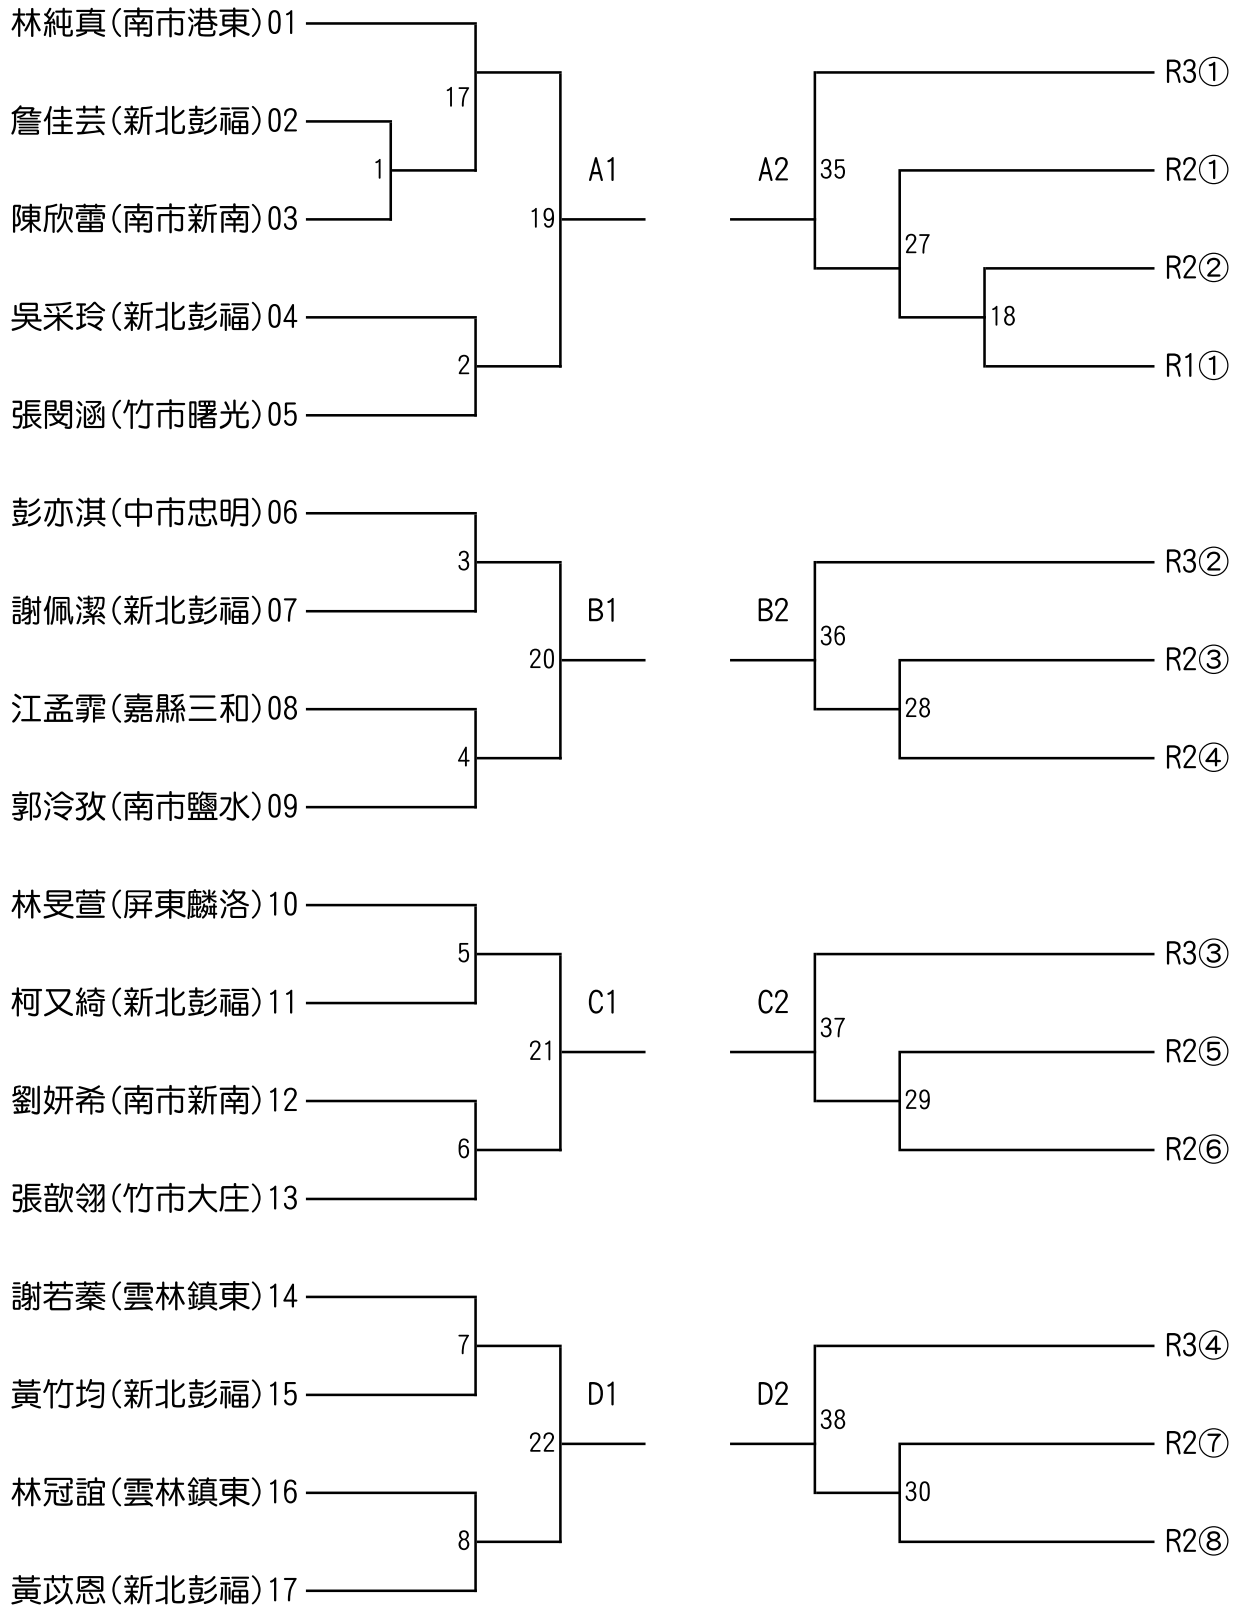 林純真(南市港東)01
R3①
17
詹佳芸(新北彭福)02
1
A1
A2
35
R2①
陳欣蕾(南市新南)03
19
27
R2②
吳采玲(新北彭福)04
18
2
R1①
張閔涵(竹市曙光)05
彭亦淇(中市忠明)06
3
R3②
謝佩潔(新北彭福)07
B1
B2
36
20
R2③
江孟霏(嘉縣三和)08
28
4
R2④
郭泠孜(南市鹽水)09
林旻萱(屏東麟洛)10
5
R3③
柯又綺(新北彭福)11
C1
C2
37
21
R2⑤
劉妍希(南市新南)12
29
6
R2⑥
張歆翎(竹市大庄)13
謝若蓁(雲林鎮東)14
7
R3④
黃竹均(新北彭福)15
D1
D2
38
22
R2⑦
林冠誼(雲林鎮東)16
30
8
R2⑧
黃苡恩(新北彭福)17